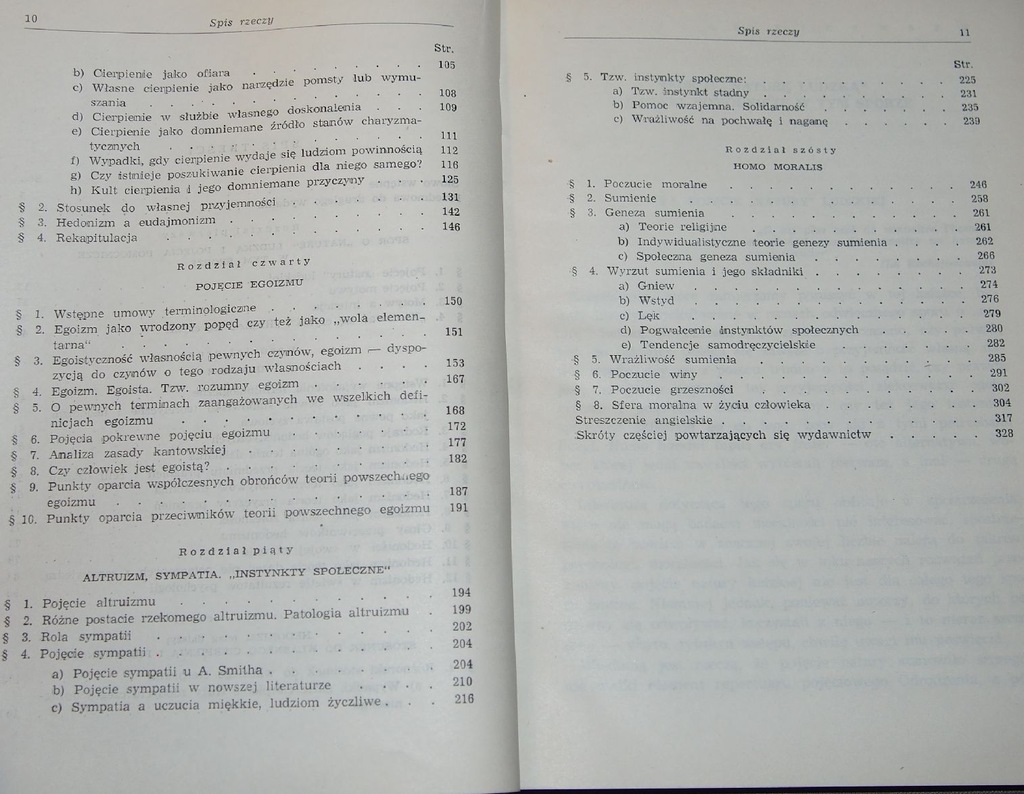 10
Spis rzeczy
Str.
b) Cierpienie jako ofiara . . . . . . . 105
c) Własne cierpienie jako narzędzie pomsty lub wymu-
szania . . . . . . . . . . 108
d) Cierpienie w służbie własnego doskonalenia . . . 109
e) Cierpienie jako domniemane źródło stanów charyzma-
tycznych . . . . . . . . . 111
f) Wypadki, gdy cierpienie wydaje się ludziom powinnością 112
g) Czy istnieje poszukiwanie cierpienia dla niego samego? 116
h) Kult cierpienia i jego domniemane przyczyny . . . 125
§ 2. Stosunek do własnej przyjemności . . . . . . 131
§ 3. Hedonizm a eudajmonizm . . . . . . . . 142
§ 4. Rekapitulacja . . . . . . . . . . 146
Rozdział czwarty
POJĘCIE EGOIZMU
§ 1. Wstępne umowy terminologiczne . . . . . . 150
§ 2. Egoizm jako wrodzony popęd czy też jako „wola elemen-
tarna“ . . . . . . . . . . . 151
§ 3. Egoistyczność własnością pewnych czynów, egoizm — dyspo-
zycją do czynów o tego rodzaju własnościach . . . . 153
§ 4. Egoizm. Egoista. Tzw. rozumny egoizm . . . . . 167
§ 5. O pewnych terminach zaangażowanych we wszelkich defi-
nicjach egoizmu . . . . . . . . . 168
§ 6. Pojęcia pokrewne pojęciu egoizmu . . . . . . 172
§ 7. Analiza zasady kantowskiej . . . . . . . 177
§ 8. Czy człowiek jest egoistą? . . . . . . . . 182
§ 9. Punkty oparcia współczesnych obrońców teorii powszechnego
egoizmu . . . . . . . . . . . 187
§ 10. Punkty oparcia przeciwników teorii powszechnego egoizmu 191
Rozdział piąty
ALTRUIZM, SYMPATIA. „INSTYNKTY SPOŁECZNE“
§ 1. Pojęcie altruizmu . . . . . . . . . 194
§ 2. Różne postacie rzekomego altruizmu. Patologia altruizmu . 199
§ 3. Rola sympatii . . . . . . . . . . 202
§ 4. Pojęcie sympatii . . . . . . . . . . 204
a) Pojęcie sympatii u A. Smitha . . . . . . . 204
b) Pojęcie sympatii w nowszej literaturze . . . . 210
c) Sympatia a uczucia miękkie, ludziom życzliwe . . . 216
Spis rzeczy
11
Str.
§ 5. Tzw. instynkty społeczne: . . . . . . . . 225
a) Tzw. instynkt stadny . . . . . . . . 231
b) Pomoc wzajemna. Solidarność . . . . . . 235
c) Wrażliwość na pochwałę i naganę . . . . . . 239
Rozdział szósty
HOMO MORALIS
§ 1. Poczucie moralne . . . . . . . . . . 246
§ 2. Sumienie . . . . . . . . . . . 258
§ 3. Geneza sumienia . . . . . . . . . . 261
a) Teorie religijne . . . . . . . . . 261
b) Indywidualistyczne teorie genezy sumienia . . . . 262
c) Społeczna geneza sumienia . . . . . . . 266
§ 4. Wyrzut sumienia i jego składniki . . . . . . . 273
a) Gniew . . . . . . . . . . . . 274
b) Wstyd . . . . . . . . . . . . 276
c) Lęk . . . . . . . . . . . . 279
d) Pogwałcenie instynktów społecznych . . . . . 280
e) Tendencje samodręczycielskie . . . . . . 282
§ 5. Wrażliwość sumienia . . . . . . . . . 285
§ 6. Poczucie winy . . . . . . . . . . . 291
§ 7. Poczucie grzeszności . . . . . . . . . 302
§ 8. Sfera moralna w życiu człowieka . . . . . . . 304
Streszczenie angielskie . . . . . . . . . . 317
Skróty częściej powtarzających się wydawnictw . . . . . 328